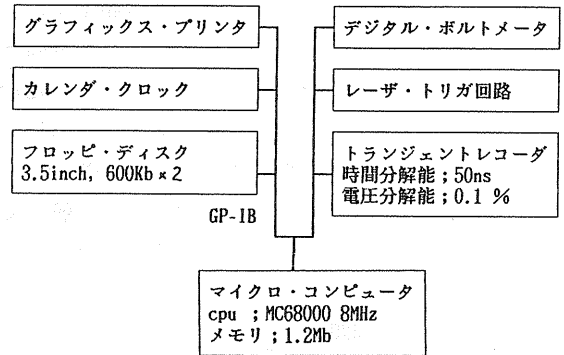 グラフィックス・プリンタ
カレンダ・クロック
フロッピ・ディスク
3.5inch, 600Kb×2
GP-IB
デジタル・ボルトメータ
レーザ・トリガ回路
トランジェントレコーダ
時間分解能;50ns
電圧分解能;0.1 %
マイクロ・コンピュータ
cpu ;MC68000 8MHz
メモリ;1.2Mb